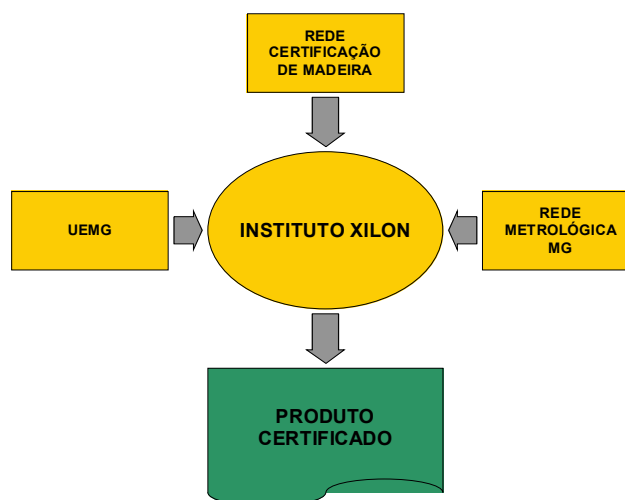 REDE
CERTIFICAÇÃO
DE MADEIRA
UEMG
INSTITUTO XILON
REDE
METROLÓGICA
MG
PRODUTO
CERTIFICADO